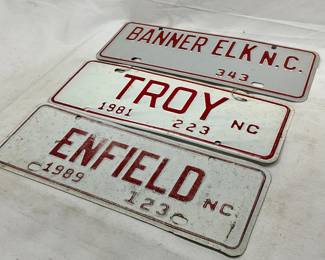 BANNER ELK N.C.
343
TROY NC
1981 223
ENFIELD NC
1989 123